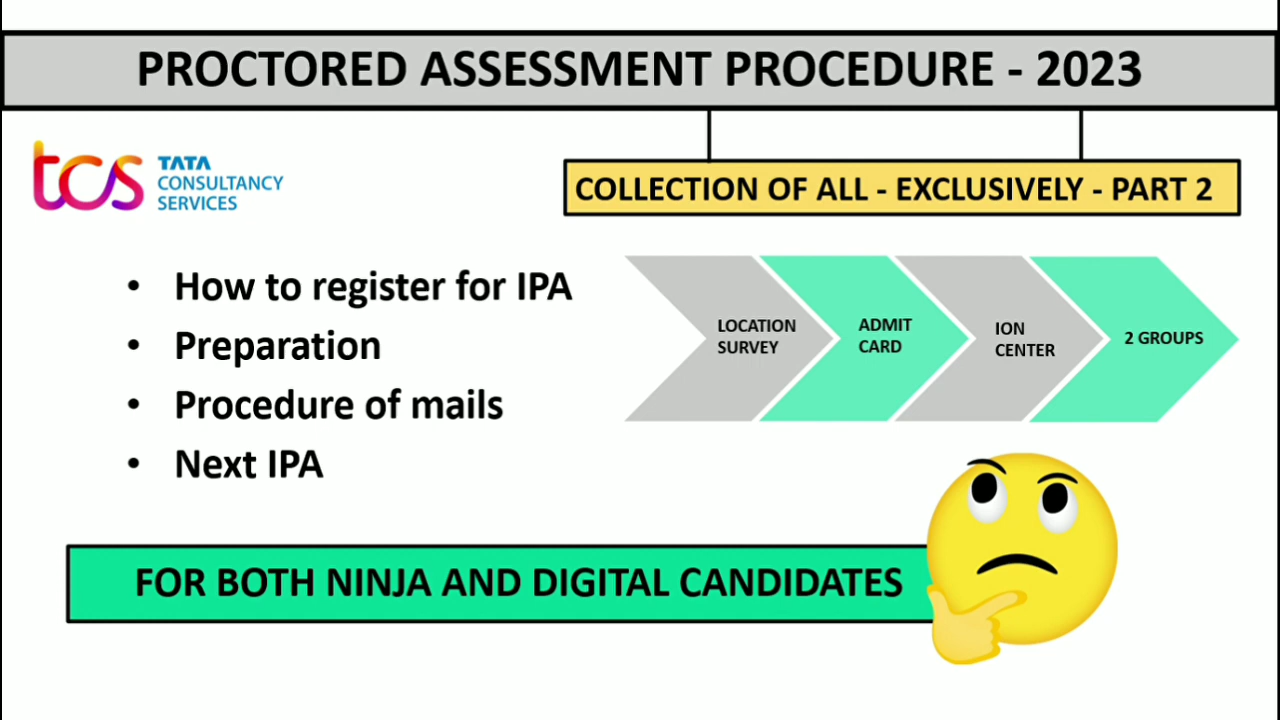 PROCTORED ASSESSMENT PROCEDURE - 2023
tcs TATA
CONSULTANCY
SERVICES
COLLECTION OF ALL - EXCLUSIVELY - PART 2
• How to register for IPA
• Preparation
• Procedure of mails
• Next IPA
LOCATION
SURVEY
ADMIT
CARD
ION
CENTER
2 GROUPS
FOR BOTH NINJA AND DIGITAL CANDIDATES